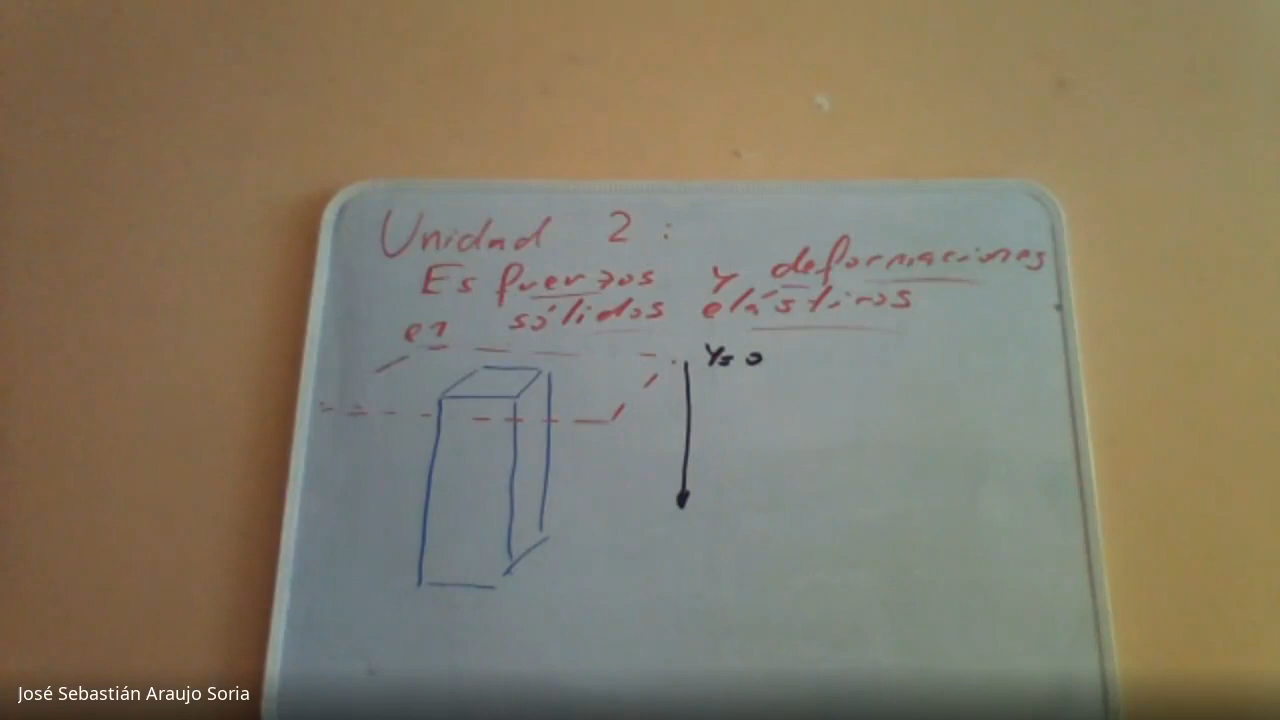 Unidad 2:
Esfuerzos y deformaciones
en sólidos elásticos
y=0
José Sebastián Araujo Soria